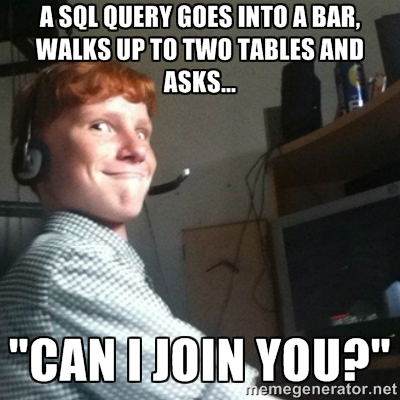 A SQL QUERY GOES INTO A BAR,
WALKS UP TO TWO TABLES AND
ASKS...
"CAN I JOIN YOU?"
memegenerator.net